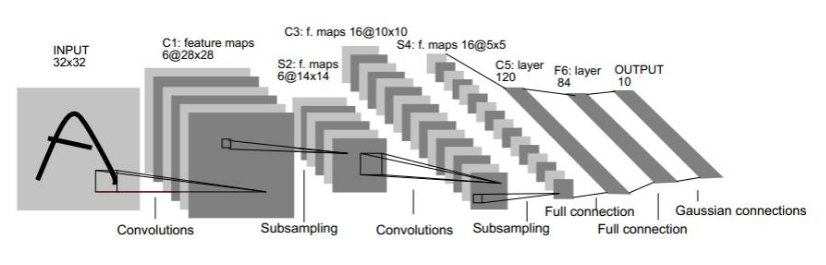 INPUT
32x32
C1: feature maps
6@28x28
S2: f. maps
6@14x14
C3: f. maps 16@10x10
S4: f. maps 16@5x5
C5: layer
120
F6: layer
84
OUTPUT
10
Convolutions
Subsampling
Convolutions
Subsampling
Full connection
Full connection
Gaussian connections